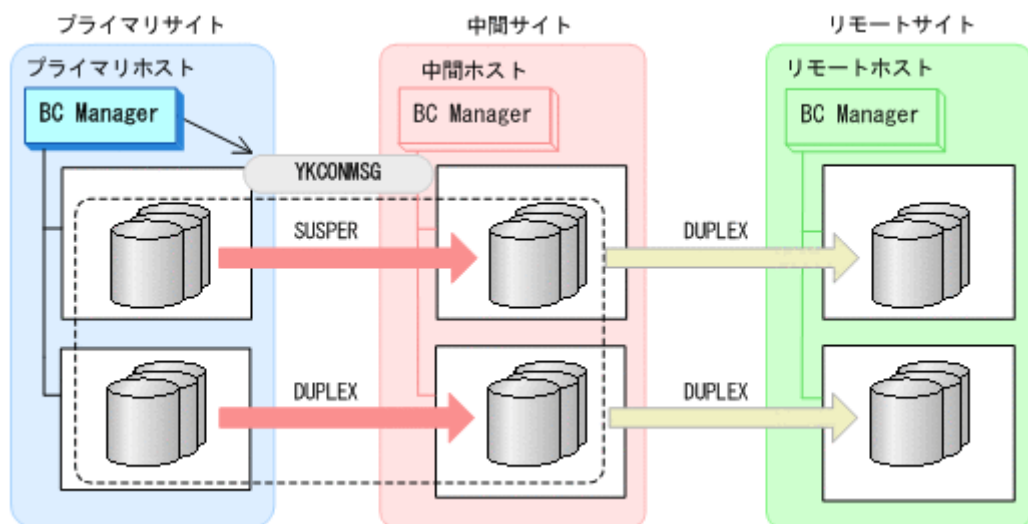 プライマリサイト
中間サイト
リモートサイト
プライマリホスト
中間ホスト
リモートホスト
BC Manager
BC Manager
BC Manager
YKCONMSG
SUSPER
DUPLEX
DUPLEX
DUPLEX